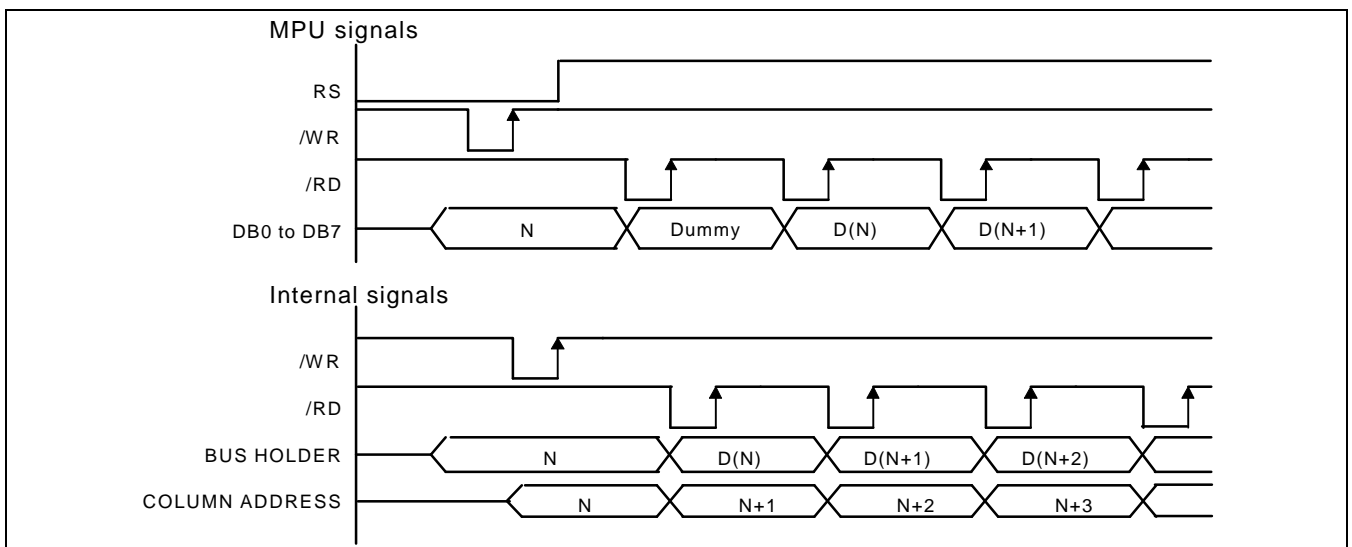 MPU signals
RS
/WR
/RD
DB0 to DB7 N Dummy D(N) D(N+1)
Internal signals
/WR
/RD
BUS HOLDER N D(N) D(N+1) D(N+2)
COLUMN ADDRESS N N+1 N+2 N+3